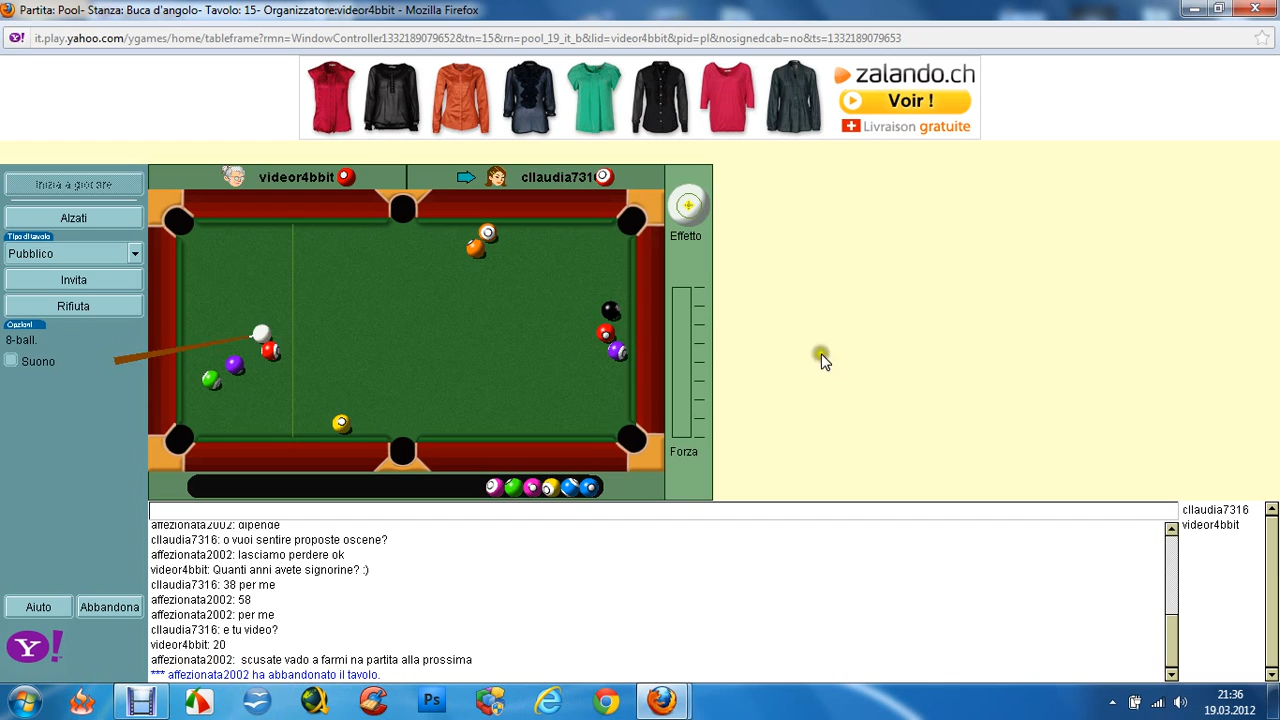 Partita: Pool- Stanza: Buca d'angolo- Tavolo: 15- Organizzatore:videor4bbit - Mozilla Firefox
it.play.yahoo.com/ygames/home/tableframe?rmn=WindowController1332189079652&tn=15&rn=pool_19_it_b&lid=videor4bbit&pid=pl&nosignedcab=no&ts=1332189079653
zalando.ch
Voir !
Livraison gratuite
Inizia a giocare
Alzati
Tipo di tavolo
Pubblico
Invita
Rifiuta
Opzioni
8-ball.
Suono
videor4bbit
cllaudia731
Effetto
Forza
cllaudia7316
videor4bbit
affezionata2002: dipende
cllaudia7316: o vuoi sentire proposte oscene?
affezionata2002: lasciamo perdere ok
videor4bbit: Quanti anni avete signorine? :)
cllaudia7316: 38 per me
affezionata2002: 58
affezionata2002: per me
cllaudia7316: e tu video?
videor4bbit: 20
affezionata2002: scusate vado a farmi na partita alla prossima
*** affezionata2002 ha abbandonato il tavolo.
Aiuto
Abbandona
Y!
Ps
21:36
19.03.2012